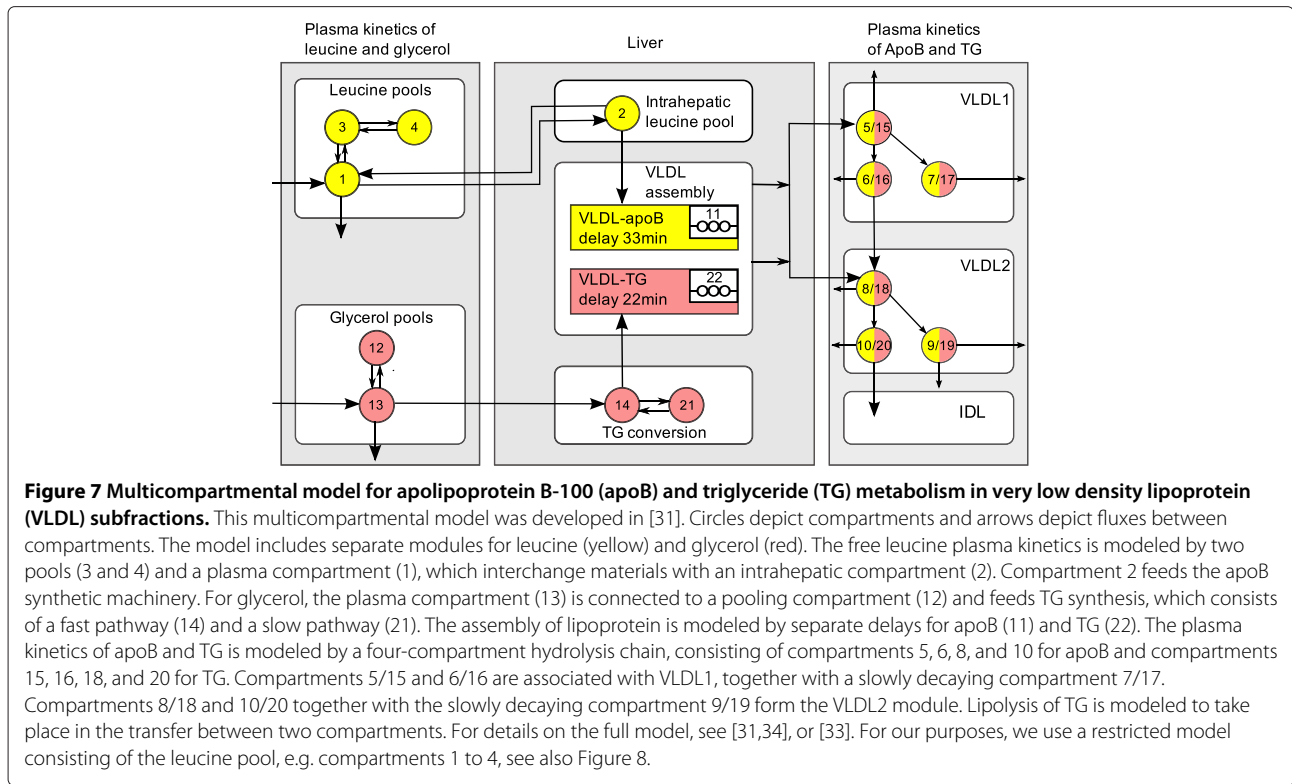 Plasma kinetics of
leucine and glycerol
Liver
Plasma kinetics
of ApoB and TG
Leucine pools
3
4
1
Intrahepatic
leucine pool
2
VLDL
assembly
VLDL-apoB
delay 33min
11
VLDL-TG
delay 22min
22
Glycerol pools
12
13
14
21
TG conversion
VLDL1
5/15
6/16
7/17
VLDL2
8/18
10/20
9/19
IDL
Figure 7 Multicompartmental model for apolipoprotein B-100 (apoB) and triglyceride (TG) metabolism in very low density lipoprotein
(VLDL) subfractions. This multicompartmental model was developed in [31]. Circles depict compartments and arrows depict fluxes between
compartments. The model includes separate modules for leucine (yellow) and glycerol (red). The free leucine plasma kinetics is modeled by two
pools (3 and 4) and a plasma compartment (1), which interchange materials with an intrahepatic compartment (2). Compartment 2 feeds the apoB
synthetic machinery. For glycerol, the plasma compartment (13) is connected to a pooling compartment (12) and feeds TG synthesis, which consists
of a fast pathway (14) and a slow pathway (21). The assembly of lipoprotein is modeled by separate delays for apoB (11) and TG (22). The plasma
kinetics of apoB and TG is modeled by a four-compartment hydrolysis chain, consisting of compartments 5, 6, 8, and 10 for apoB and compartments
15, 16, 18, and 20 for TG. Compartments 5/15 and 6/16 are associated with VLDL1, together with a slowly decaying compartment 7/17.
Compartments 8/18 and 10/20 together with the slowly decaying compartment 9/19 form the VLDL2 module. Lipolysis of TG is modeled to take
place in the transfer between two compartments. For details on the full model, see [31,34], or [33]. For our purposes, we use a restricted model
consisting of the leucine pool, e.g. compartments 1 to 4, see also Figure 8.